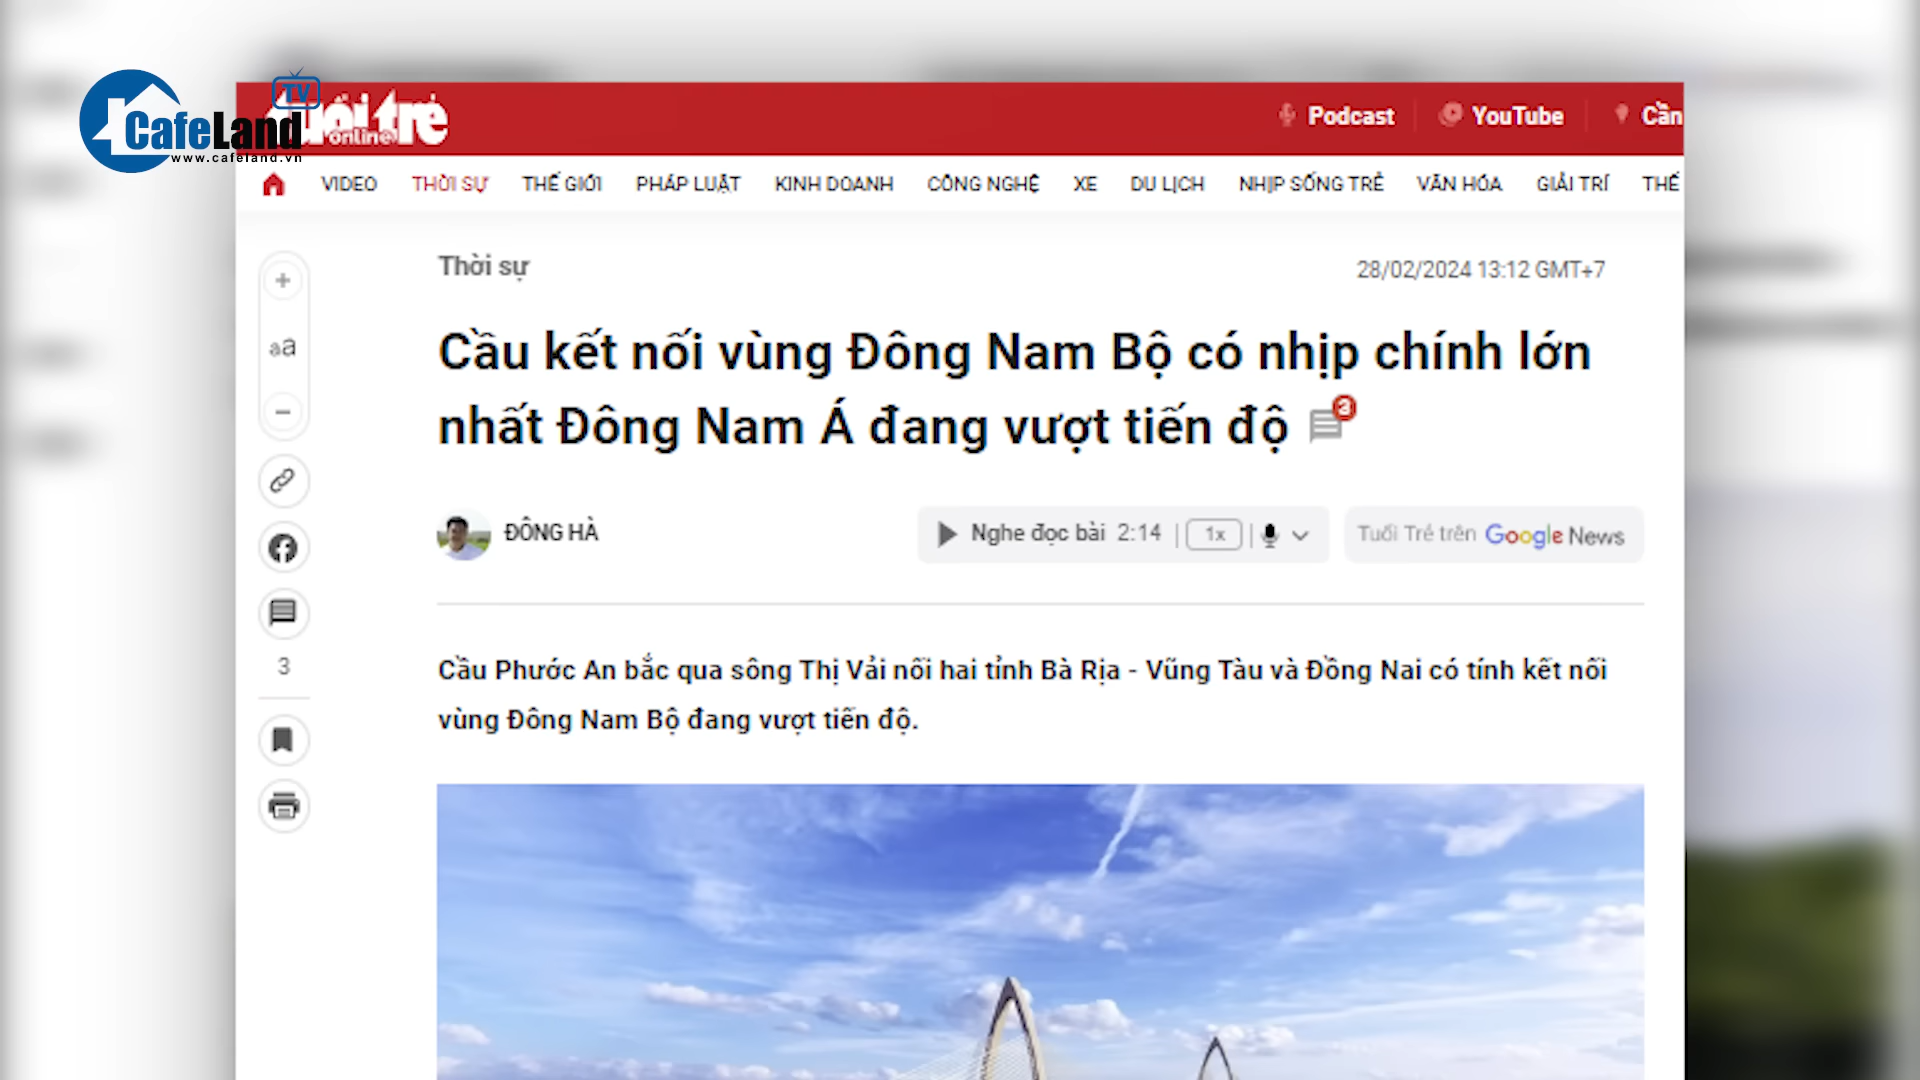 TV
CafeLand
www.cafeland.vn
tuổi trẻ
online
Podcast
YouTube
Cần
VIDEO THỜI SỰ THẾ GIỚI PHÁP LUẬT KINH DOANH CÔNG NGHỆ XE DU LỊCH NHỊP SỐNG TRẺ VĂN HÓA GIẢI TRÍ THẾ
Thời sự
28/02/2024 13:12 GMT+7
aa
Cầu kết nối vùng Đông Nam Bộ có nhịp chính lớn
nhất Đông Nam Á đang vượt tiến độ 3
ĐÔNG HÀ
Nghe đọc bài 2:14 1x
Tuổi Trẻ trên Google News
3
Cầu Phước An bắc qua sông Thị Vải nối hai tỉnh Bà Rịa - Vũng Tàu và Đồng Nai có tính kết nối
vùng Đông Nam Bộ đang vượt tiến độ.